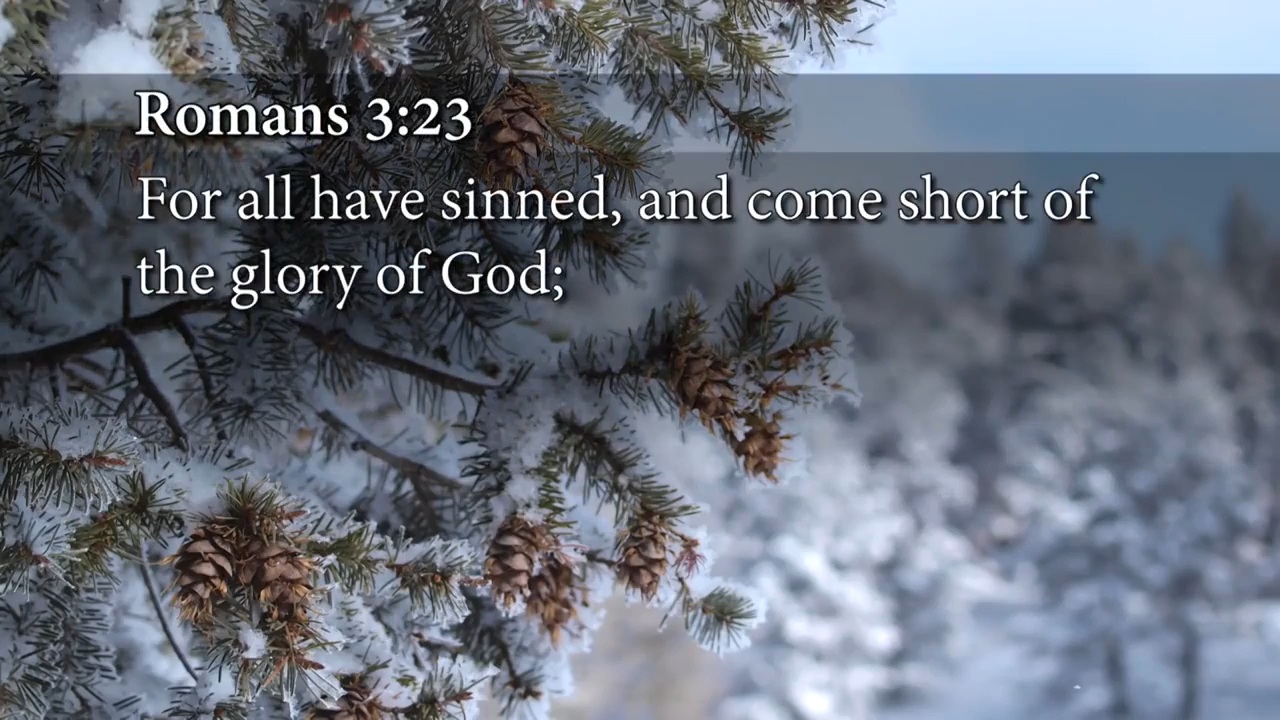 Romans 3:23
For all have sinned, and come short of
the glory of God;